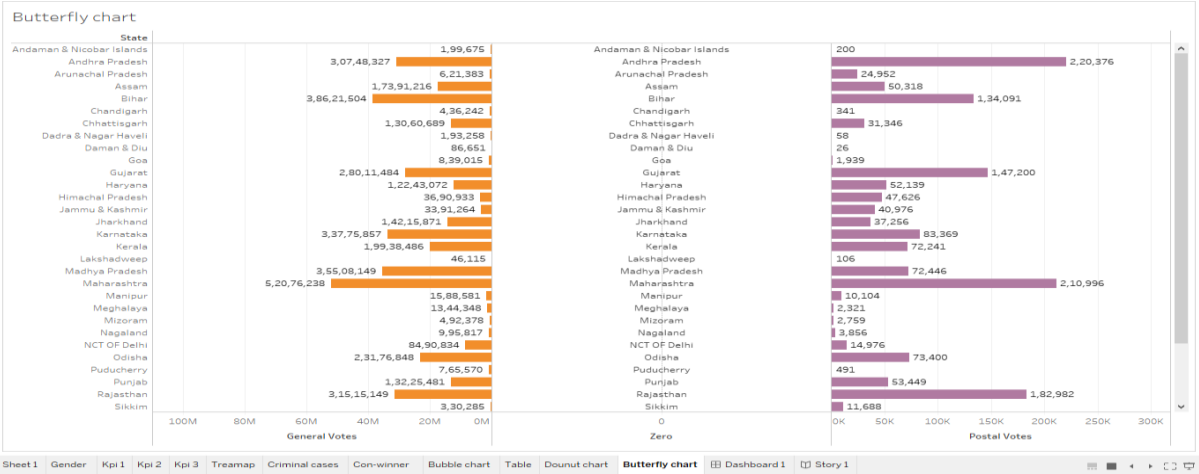 Butterfly chart
State
Andaman & Nicobar Islands 1,99,675 Andaman & Nicobar Islands 200
Andhra Pradesh 3,07,48,327 Andhra Pradesh 2,20,376
Arunachal Pradesh 6,21,383 Arunachal Pradesh 24,952
Assam 1,73,91,216 Assam 50,318
Bihar 3,86,21,504 Bihar 1,34,091
Chandigarh 4,36,242 Chandigarh 341
Chhattisgarh 1,30,60,689 Chhattisgarh 31,346
Dadra & Nagar Haveli 1,93,258 Dadra & Nagar Haveli 58
Daman & Diu 86,651 Daman & Diu 26
Goa 8,39,015 Goa 1,939
Gujarat 2,80,11,484 Gujarat 1,47,200
Haryana 1,22,43,072 Haryana 52,139
Himachal Pradesh 36,90,933 Himachal Pradesh 47,626
Jammu & Kashmir 33,91,264 Jammu & Kashmir 40,976
Jharkhand 1,42,15,871 Jharkhand 37,256
Karnataka 3,37,75,857 Karnataka 83,369
Kerala 1,99,38,486 Kerala 72,241
Lakshadweep 46,115 Lakshadweep 106
Madhya Pradesh 3,55,08,149 Madhya Pradesh 72,446
Maharashtra 5,20,76,238 Maharashtra 2,10,996
Manipur 15,88,581 Manipur 10,104
Meghalaya 13,44,348 Meghalaya 2,321
Mizoram 4,92,378 Mizoram 2,759
Nagaland 9,95,817 Nagaland 3,856
NCT OF Delhi 84,90,834 NCT OF Delhi 14,976
Odisha 2,31,76,848 Odisha 73,400
Puducherry 7,65,570 Puducherry 491
Punjab 1,32,25,481 Punjab 53,449
Rajasthan 3,15,15,149 Rajasthan 1,82,982
Sikkim 3,30,285 Sikkim 11,688
100M 80M 60M 40M 20M 0M 0 0K 50K 100K 150K 200K 250K 300K
General Votes Zero Postal Votes
Sheet 1 Gender Kpi 1 Kpi 2 Kpi 3 Treamap Criminal cases Con-winner Bubble chart Table Dounut chart Butterfly chart Dashboard 1 Story 1